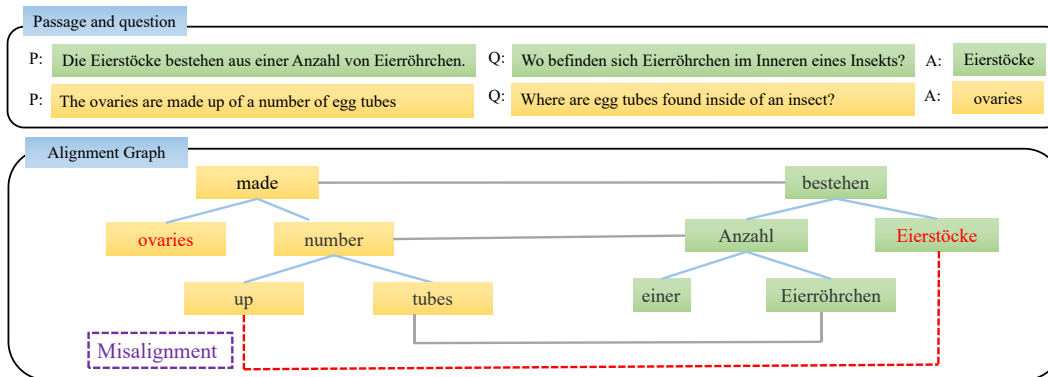 Passage and question
P: Die Eierstöcke bestehen aus einer Anzahl von Eierröhrchen. Q: Wo befinden sich Eierröhrchen im Inneren eines Insekts? A: Eierstöcke
P: The ovaries are made up of a number of egg tubes Q: Where are egg tubes found inside of an insect? A: ovaries
Alignment Graph
made bestehen
ovaries number Anzahl Eierstöcke
up tubes einer Eierröhrchen
Misalignment